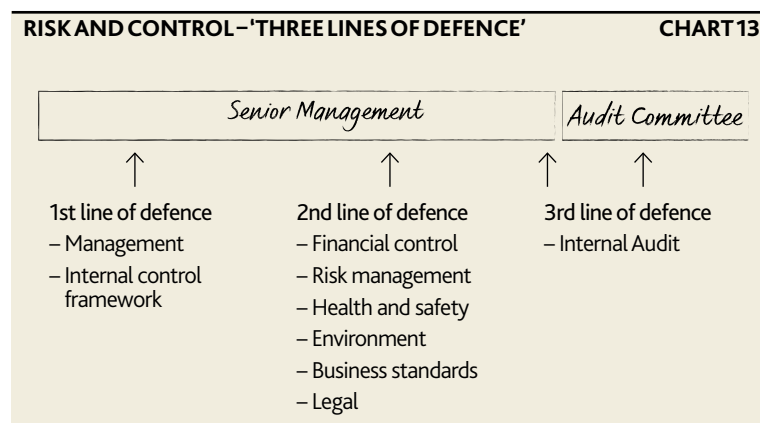 RISK AND CONTROL – ‘THREE LINES OF DEFENCE’ CHART 13
Senior Management
Audit Committee
1st line of defence
– Management
– Internal control
framework
2nd line of defence
– Financial control
– Risk management
– Health and safety
– Environment
– Business standards
– Legal
3rd line of defence
– Internal Audit